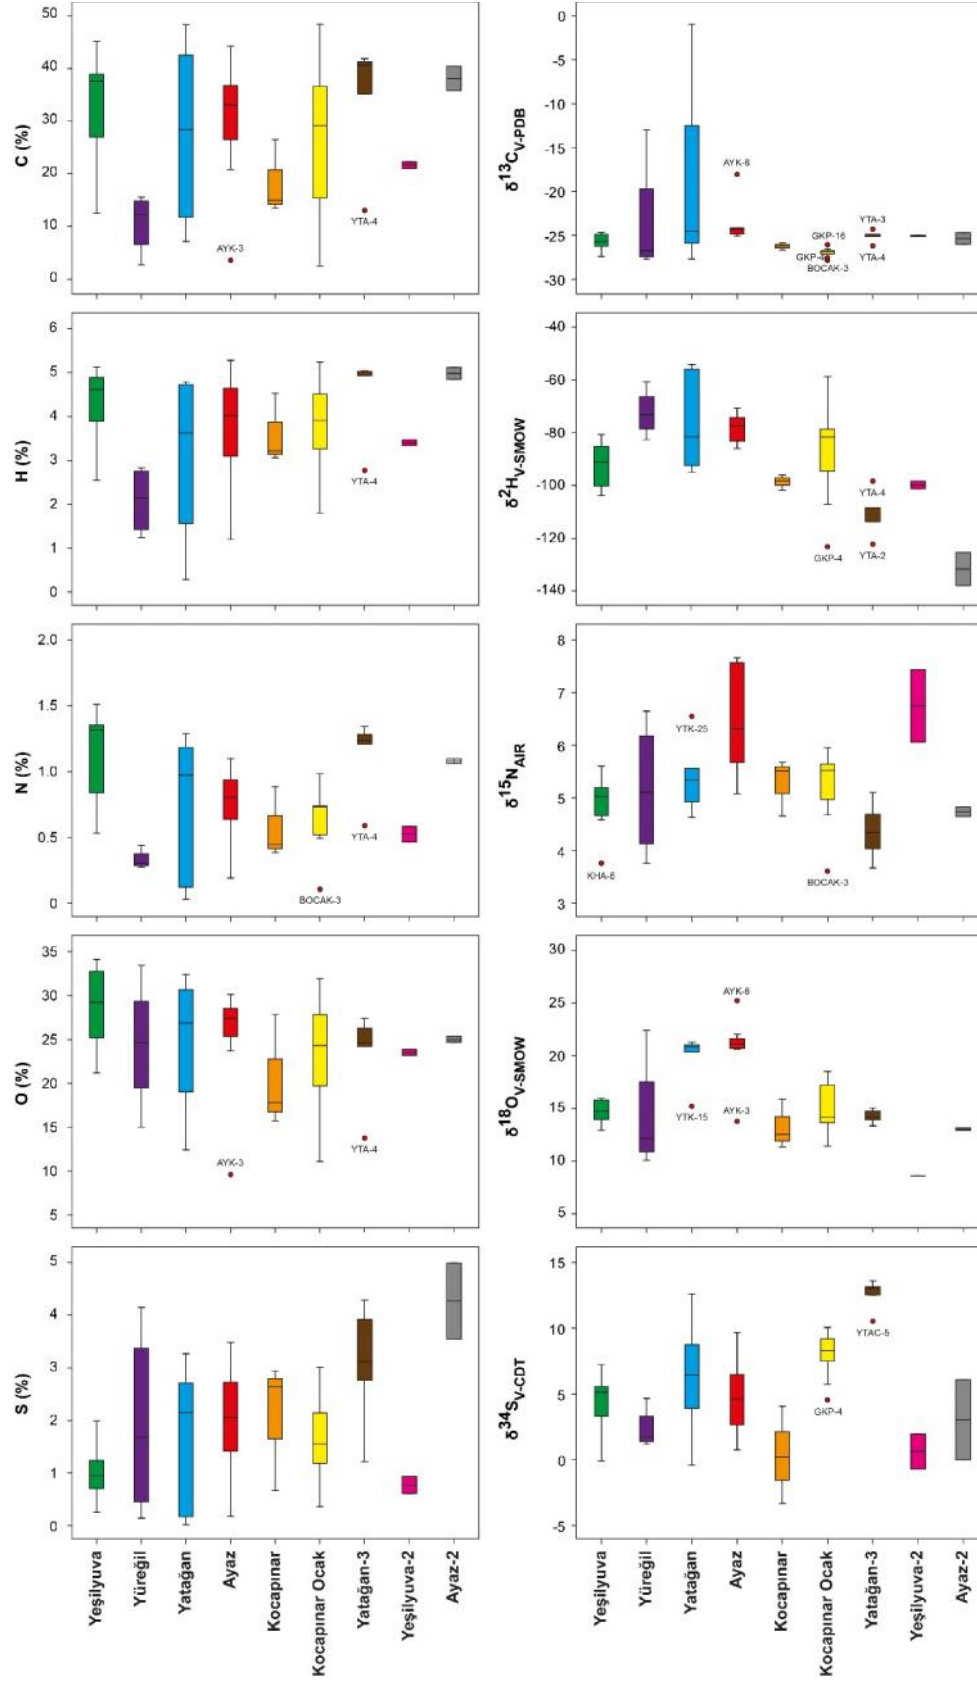 50
40
30
20
10
0
C (%)
AYK-3
YTA-4
0
-5
-10
-15
-20
-25
-30
δ13CV-PDB
AYK-6
GKP-16
GKP-4
BOCAK-3
YTA-3
YTA-4
6
5
4
3
2
1
0
H (%)
YTA-4
-40
-60
-80
-100
-120
-140
δ2HV-SMOW
GKP-4
YTA-4
YTA-2
2.0
1.5
1.0
0.5
0
N (%)
BOCAK-3
YTA-4
8
7
6
5
4
3
δ15NAIR
KHA-6
YTK-25
BOCAK-3
35
30
25
20
15
10
5
O (%)
AYK-3
YTA-4
30
25
20
15
10
5
δ18OV-SMOW
YTK-15
AYK-6
AYK-3
5
4
3
2
1
0
S (%)
15
10
5
0
-5
δ34SV-CDT
GKP-4
YTAC-5
Yeşilyuva
Yüreğil
Yatağan
Ayaz
Kocapınar
Kocapınar Ocak
Yatağan-3
Yeşilyuva-2
Ayaz-2
Yeşilyuva
Yüreğil
Yatağan
Ayaz
Kocapınar
Kocapınar Ocak
Yatağan-3
Yeşilyuva-2
Ayaz-2